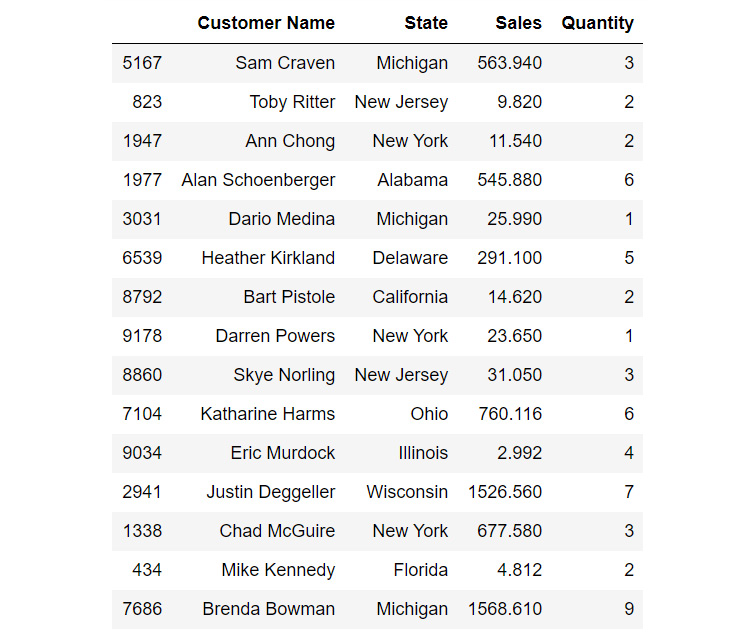 Customer Name State Sales Quantity
5167 Sam Craven Michigan 563.940 3
823 Toby Ritter New Jersey 9.820 2
1947 Ann Chong New York 11.540 2
1977 Alan Schoenberger Alabama 545.880 6
3031 Dario Medina Michigan 25.990 1
6539 Heather Kirkland Delaware 291.100 5
8792 Bart Pistole California 14.620 2
9178 Darren Powers New York 23.650 1
8860 Skye Norling New Jersey 31.050 3
7104 Katharine Harms Ohio 760.116 6
9034 Eric Murdock Illinois 2.992 4
2941 Justin Deggeller Wisconsin 1526.560 7
1338 Chad McGuire New York 677.580 3
434 Mike Kennedy Florida 4.812 2
7686 Brenda Bowman Michigan 1568.610 9